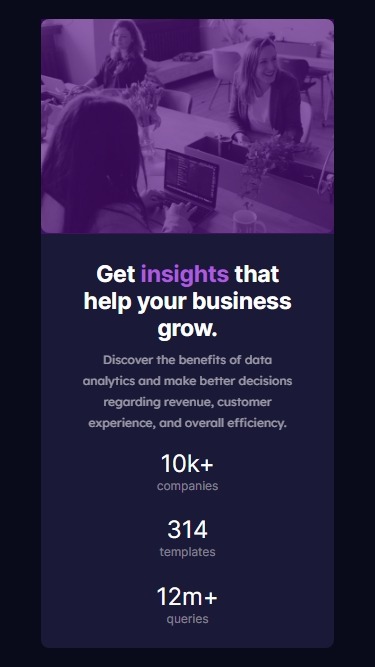 Get insights that
help your business
grow.
Discover the benefits of data
analytics and make better decisions
regarding revenue, customer
experience, and overall efficiency.
10k+
companies
314
templates
12m+
queries